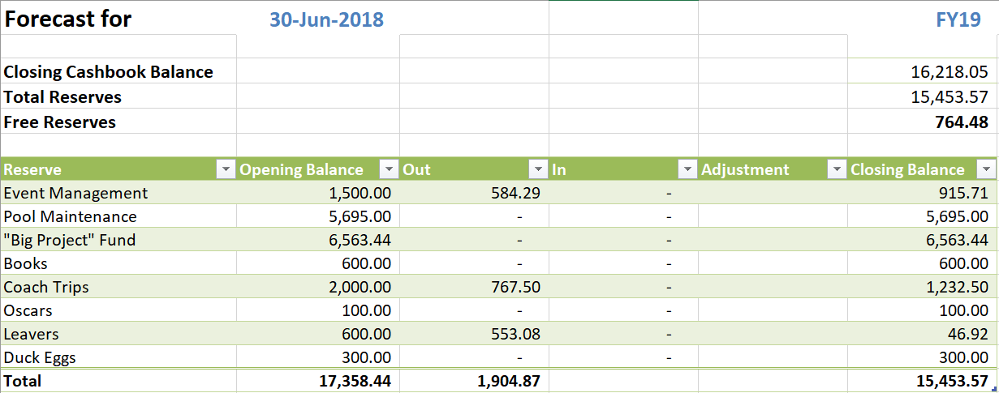 Forecast for 30-Jun-2018 FY19
Closing Cashbook Balance 16,218.05
Total Reserves 15,453.57
Free Reserves 764.48
Reserve Opening Balance Out In Adjustment Closing Balance
Event Management 1,500.00 584.29 - 915.71
Pool Maintenance 5,695.00 - - 5,695.00
"Big Project" Fund 6,563.44 - - 6,563.44
Books 600.00 - - 600.00
Coach Trips 2,000.00 767.50 - 1,232.50
Oscars 100.00 - - 100.00
Leavers 600.00 553.08 - 46.92
Duck Eggs 300.00 - - 300.00
Total 17,358.44 1,904.87 15,453.57